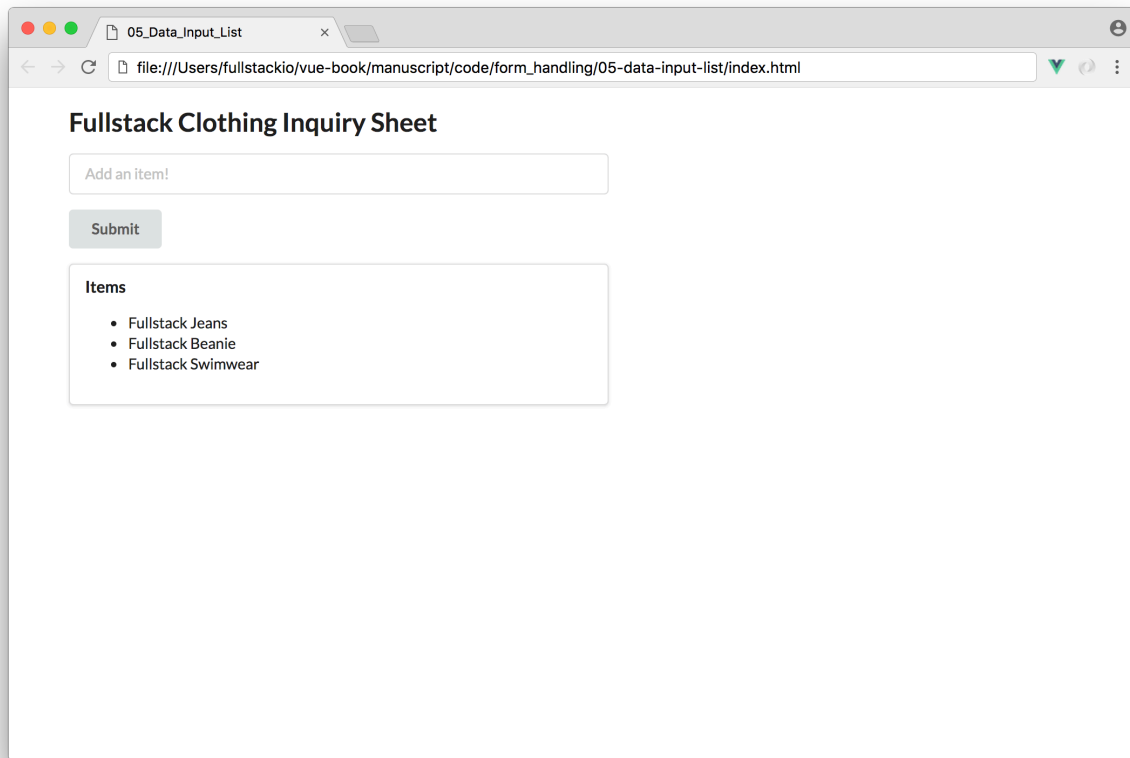 05_Data_Input_List
file:///Users/fullstackio/vue-book/manuscript/code/form_handling/05-data-input-list/index.html
Fullstack Clothing Inquiry Sheet
Add an item!
Submit
Items
Fullstack Jeans
Fullstack Beanie
Fullstack Swimwear